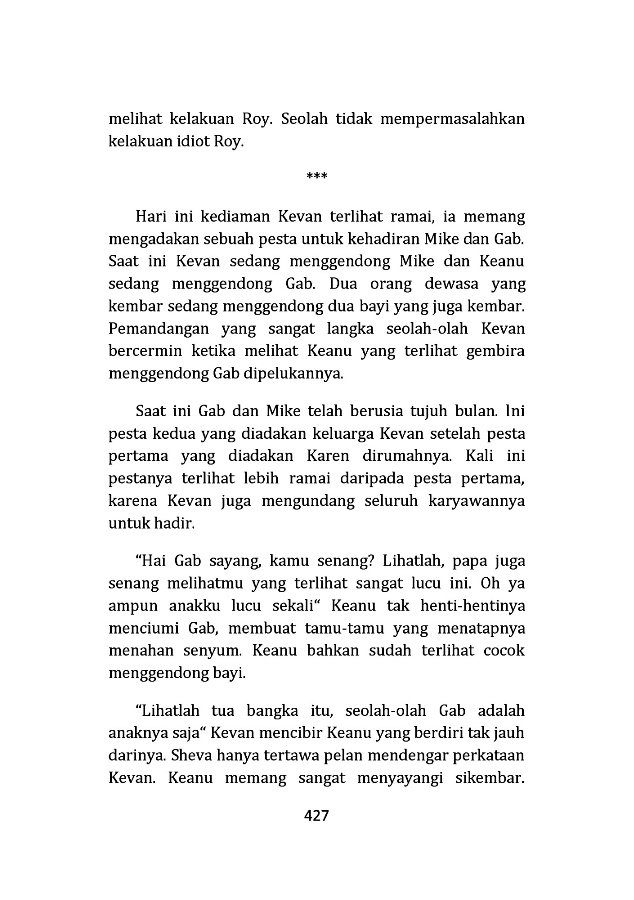 melihat kelakuan Roy. Seolah tidak mempermasalahkan
kelakuan idiot Roy.
***
Hari ini kediaman Kevan terlihat ramai, ia memang
mengadakan sebuah pesta untuk kehadiran Mike dan Gab.
Saat ini Kevan sedang menggendong Mike dan Keanu
sedang menggendong Gab. Dua orang dewasa yang
kembar sedang menggendong dua bayi yang juga kembar.
Pemandangan yang sangat langka seolah-olah Kevan
bercermin ketika melihat Keanu yang terlihat gembira
menggendong Gab dipelukannya.
Saat ini Gab dan Mike telah berusia tujuh bulan. Ini
pesta kedua yang diadakan keluarga Kevan setelah pesta
pertama yang diadakan Karen dirumahnya. Kali ini
pestanya terlihat lebih ramai daripada pesta pertama,
karena Kevan juga mengundang seluruh karyawannya
untuk hadir.
“Hai Gab sayang, kamu senang? Lihatlah, papa juga
senang melihatmu yang terlihat sangat lucu ini. Oh ya
ampun anakku lucu sekali“ Keanu tak henti-hentinya
menciumi Gab, membuat tamu-tamu yang menatapnya
menahan senyum. Keanu bahkan sudah terlihat cocok
menggendong bayi.
“Lihatlah tua bangka itu, seolah-olah Gab adalah
anaknya saja“ Kevan mencibir Keanu yang berdiri tak jauh
darinya. Sheva hanya tertawa pelan mendengar perkataan
Kevan. Keanu memang sangat menyayangi sikembar.
427